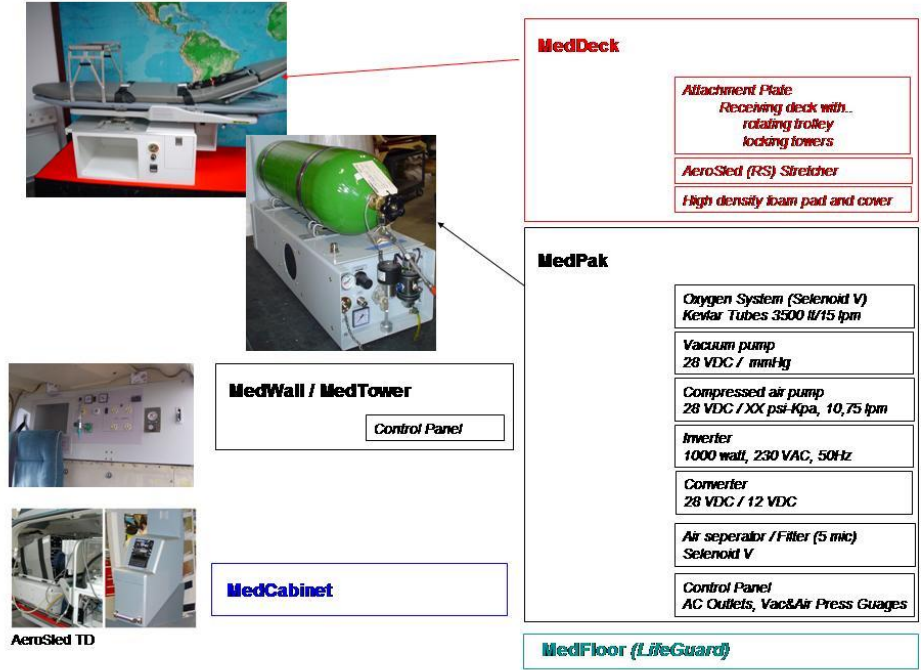 MedDeck
Attachment Plate
Receiving deck with..
rotating trolley
locking towers
AeroSled (RS) Stretcher
High density foam pad and cover
MedPak
Oxygen System (Selenoid V)
Kevlar Tubes 3500 lt/15 lpm
Vacuum pump
28 VDC / mmHg
Compressed air pump
28 VDC / XX psi-Kpa, 10,75 lpm
Inverter
1000 watt, 230 VAC, 50Hz
Converter
28 VDC / 12 VDC
Air seperator / Filter (5 mic)
Selenoid V
Control Panel
AC Outlets, Vac&Air Press Guages
MedWall / MedTower
Control Panel
MedCabinet
AeroSled TD
MedFloor (LifeGuard)